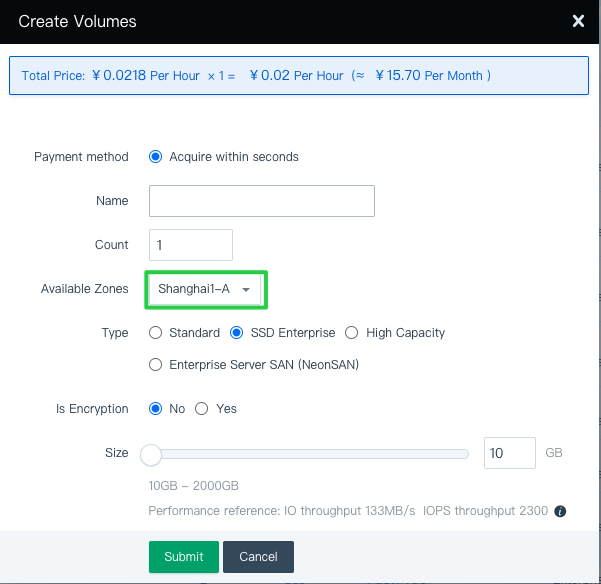 Create Volumes
Total Price: ¥ 0.0218 Per Hour × 1 = ¥ 0.02 Per Hour (≈ ¥ 15.70 Per Month )
Payment method Acquire within seconds
Name
Count 1
Available Zones Shanghai1-A
Type Standard SSD Enterprise High Capacity
Enterprise Server SAN (NeonSAN)
Is Encryption No Yes
Size 10 GB
10GB - 2000GB
Performance reference: IO throughput 133MB/s IOPS throughput 2300
Submit Cancel